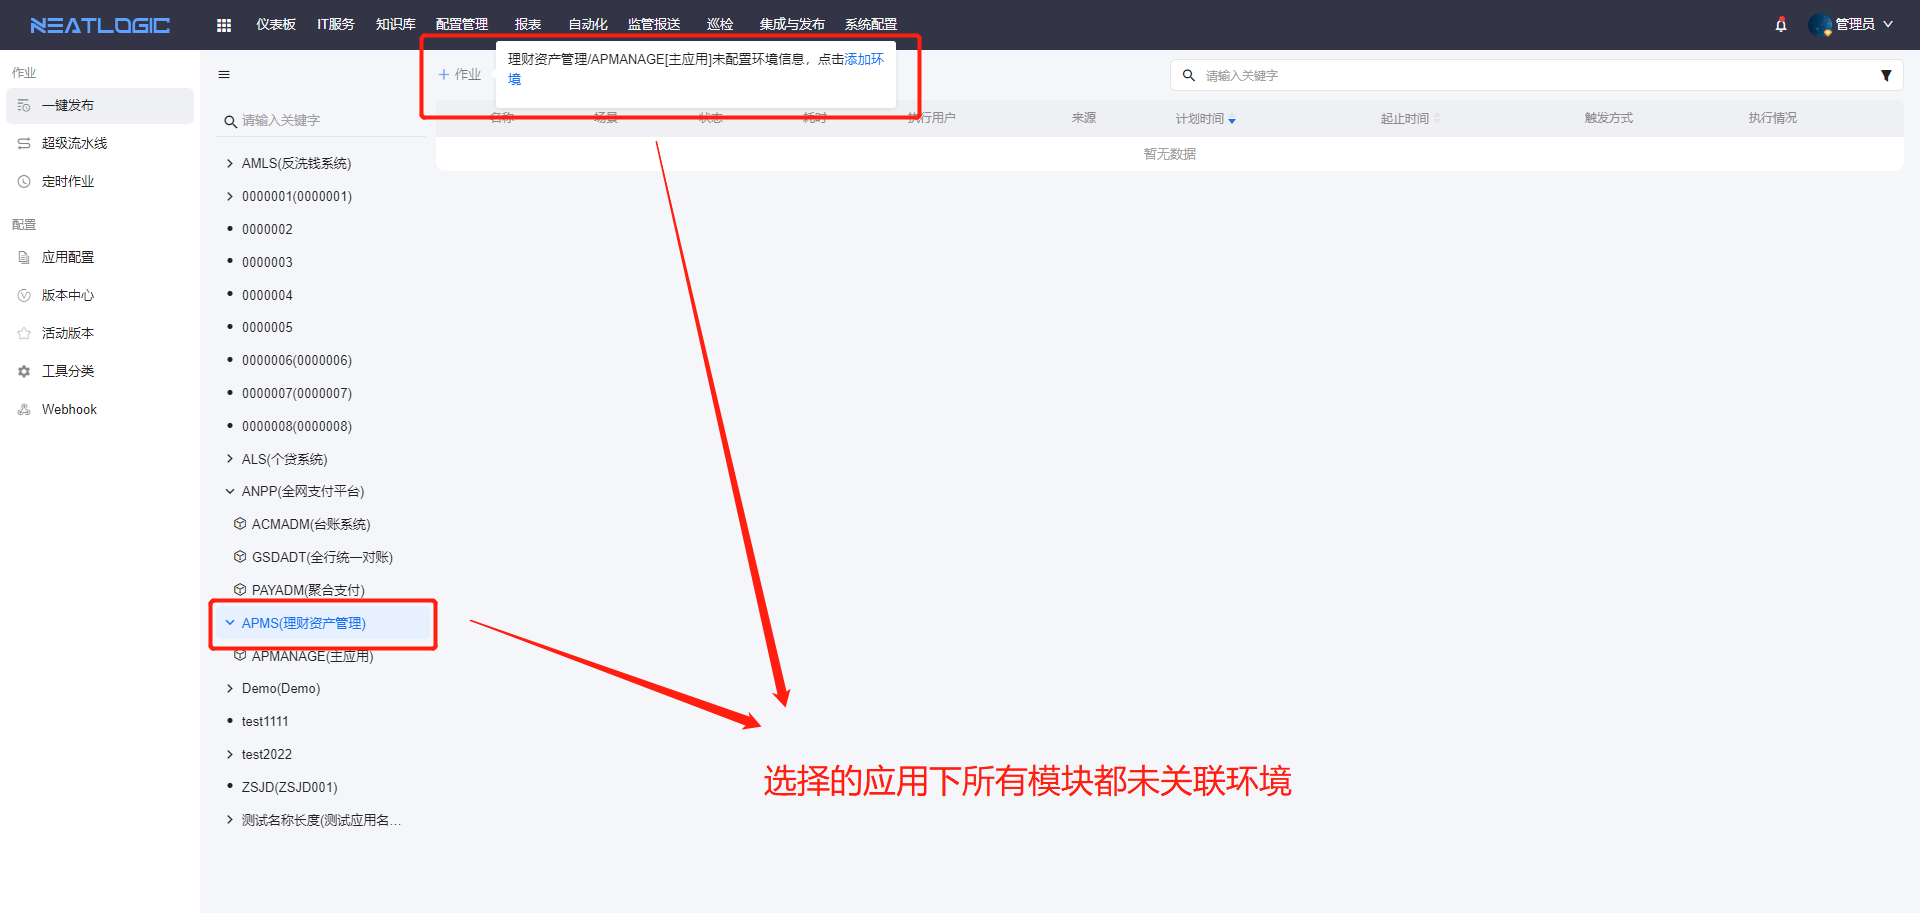 NEATLOGIC
仪表板 IT服务 知识库 配置管理 报表 自动化 监管报送 巡检 集成与发布 系统配置
管理员
作业
一键发布
超级流水线
定时作业
配置
应用配置
版本中心
活动版本
工具分类
Webhook
请输入关键字
AMLS(反洗钱系统)
0000001(0000001)
0000002
0000003
0000004
0000005
0000006(0000006)
0000007(0000007)
0000008(0000008)
ALS(个贷系统)
ANPP(全网支付平台)
ACMADM(台账系统)
GSDADT(全行统一对账)
PAYADM(聚合支付)
APMS(理财资产管理)
APMANAGE(主应用)
Demo(Demo)
test1111
test2022
ZSJD(ZSJD001)
测试名称长度(测试应用名...
作业
理财资产管理/APMANAGE[主应用]未配置环境信息，点击添加环
境
请输入关键字
名称 场景 状态 耗时 执行用户 来源 计划时间 起止时间 触发方式 执行情况
暂无数据
选择的应用下所有模块都未关联环境